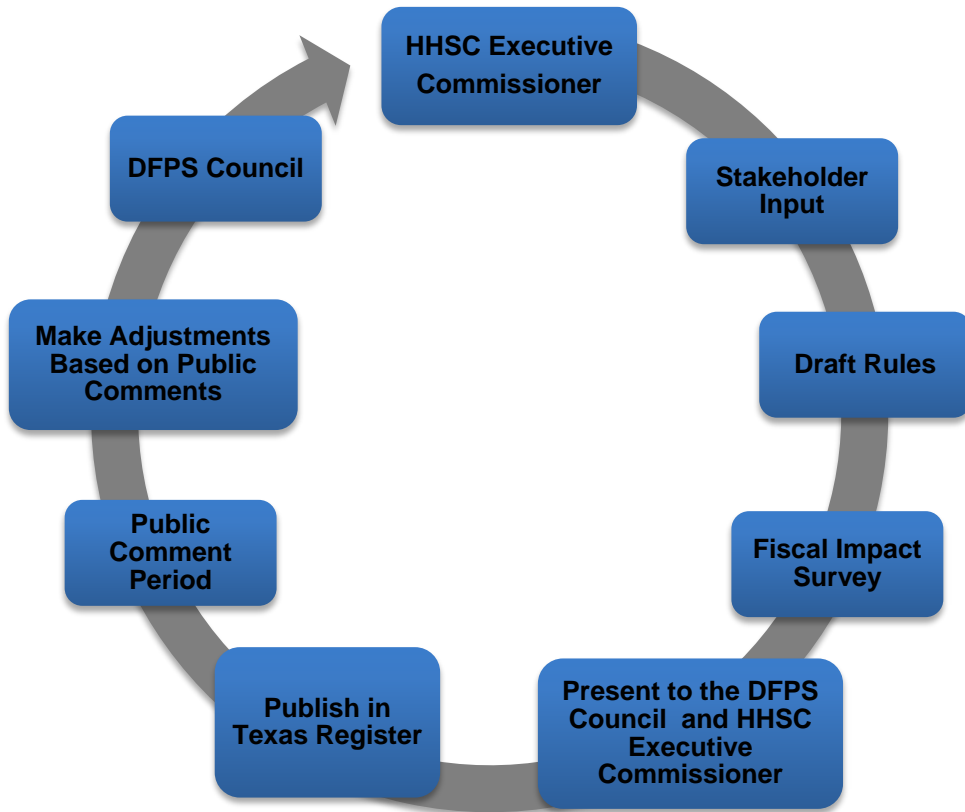 HHSC Executive
Commissioner
Stakeholder
Input
Draft Rules
Fiscal Impact
Survey
Present to the DFPS
Council and HHSC
Executive
Commissioner
Publish in
Texas Register
Public
Comment
Period
Make Adjustments
Based on Public
Comments
DFPS Council